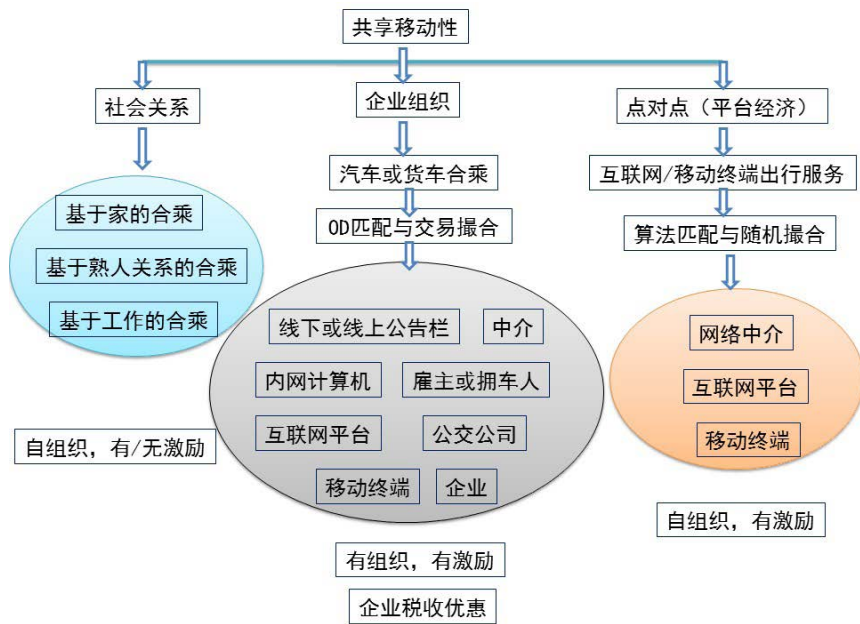 共享移动性
社会关系
企业组织
点对点（平台经济）
汽车或货车合乘
互联网/移动终端出行服务
OD匹配与交易撮合
算法匹配与随机撮合
基于家的合乘
基于熟人关系的合乘
基于工作的合乘
线下或线上公告栏
中介
内网计算机
雇主或拥车人
互联网平台
公交公司
移动终端
企业
网络中介
互联网平台
移动终端
自组织，有/无激励
有组织，有激励
企业税收优惠
自组织，有激励